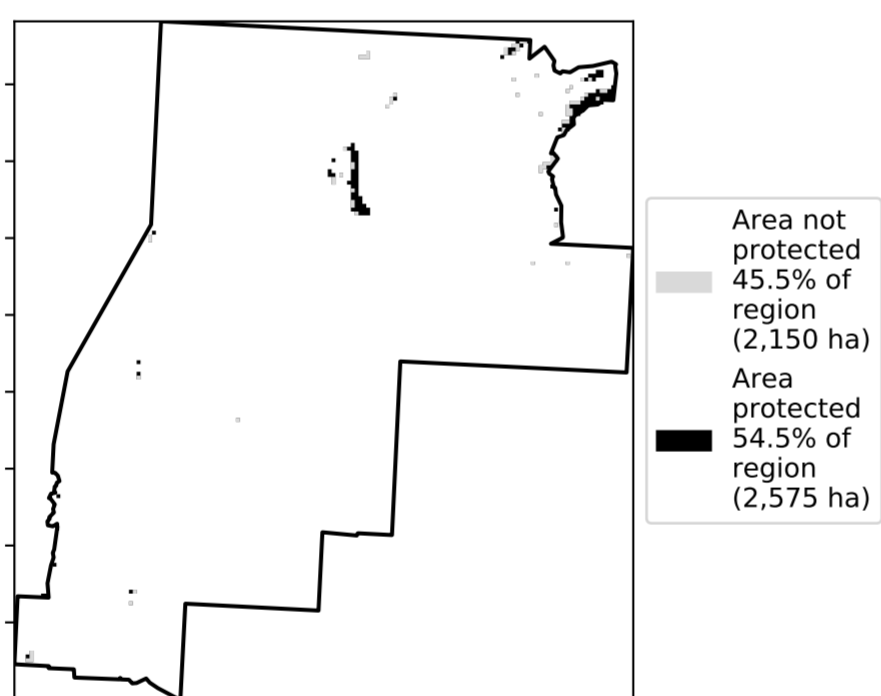 Area not
protected
45.5% of
region
(2,150 ha)
Area
protected
54.5% of
region
(2,575 ha)